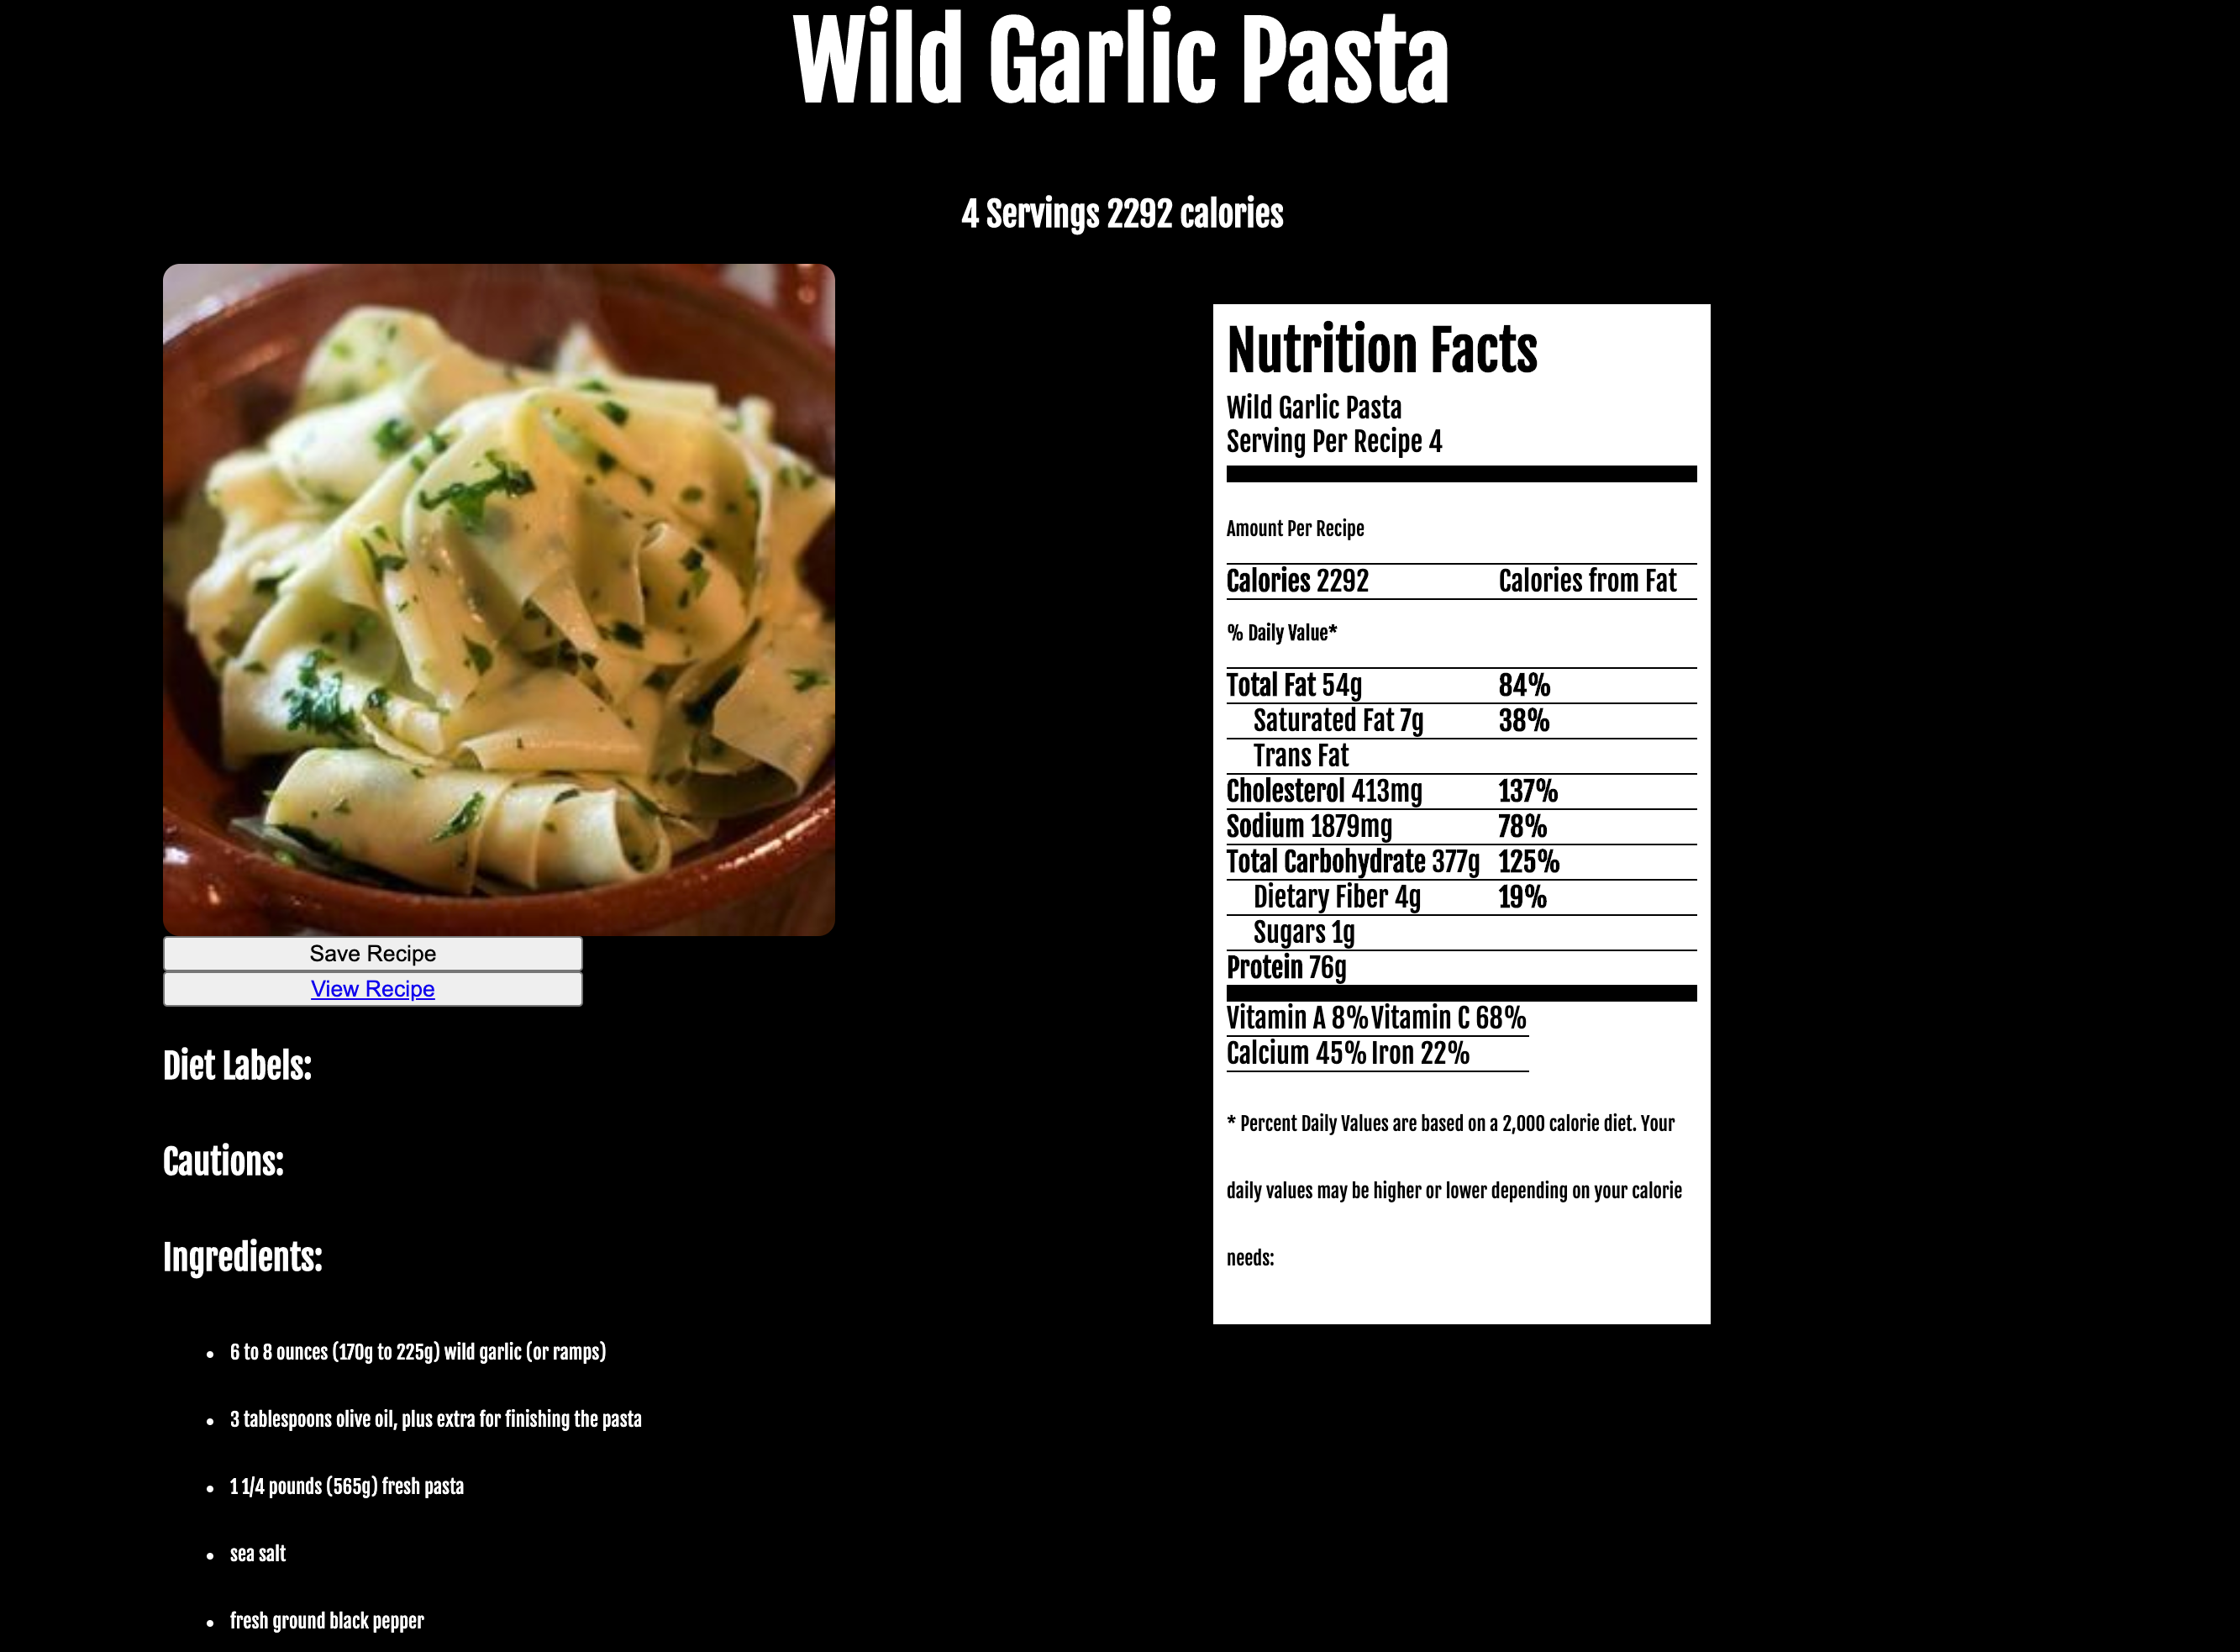 Wild Garlic Pasta
4 Servings 2292 calories
Save Recipe
View Recipe
Diet Labels:
Cautions:
Ingredients:
6 to 8 ounces (170g to 225g) wild garlic (or ramps)
3 tablespoons olive oil, plus extra for finishing the pasta
1 1/4 pounds (565g) fresh pasta
sea salt
fresh ground black pepper
Nutrition Facts
Wild Garlic Pasta
Serving Per Recipe 4
Amount Per Recipe
Calories 2292 Calories from Fat
% Daily Value*
Total Fat 54g 84%
Saturated Fat 7g 38%
Trans Fat
Cholesterol 413mg 137%
Sodium 1879mg 78%
Total Carbohydrate 377g 125%
Dietary Fiber 4g 19%
Sugars 1g
Protein 76g
Vitamin A 8% Vitamin C 68%
Calcium 45% Iron 22%
* Percent Daily Values are based on a 2,000 calorie diet. Your
daily values may be higher or lower depending on your calorie
needs: